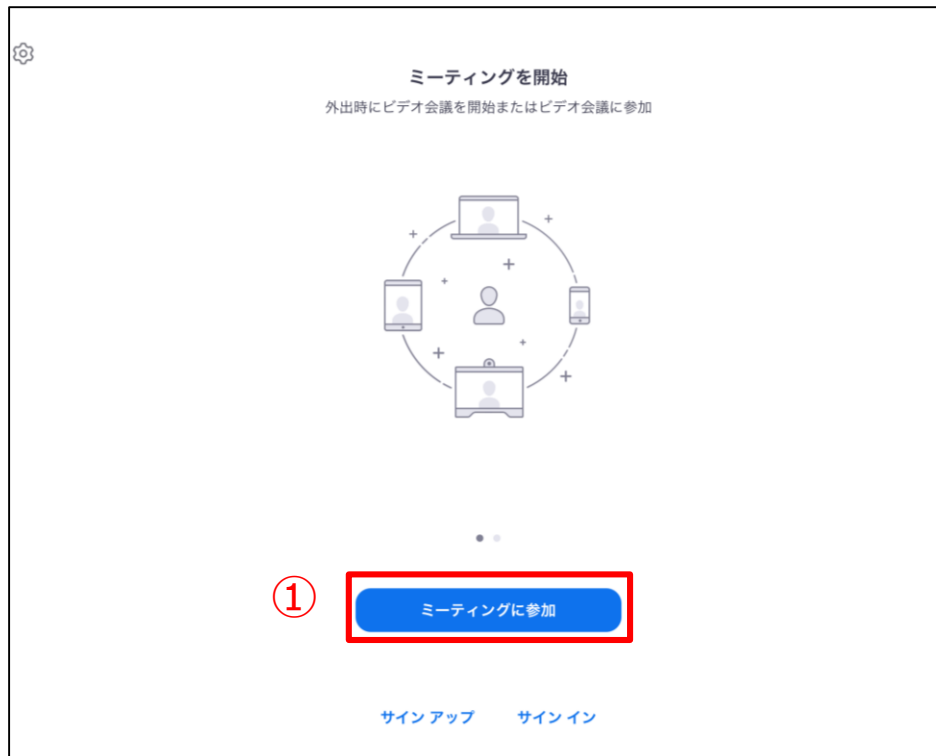 ミーティングを開始
外出時にビデオ会議を開始またはビデオ会議に参加
① ミーティングに参加
サイン アップ サイン イン